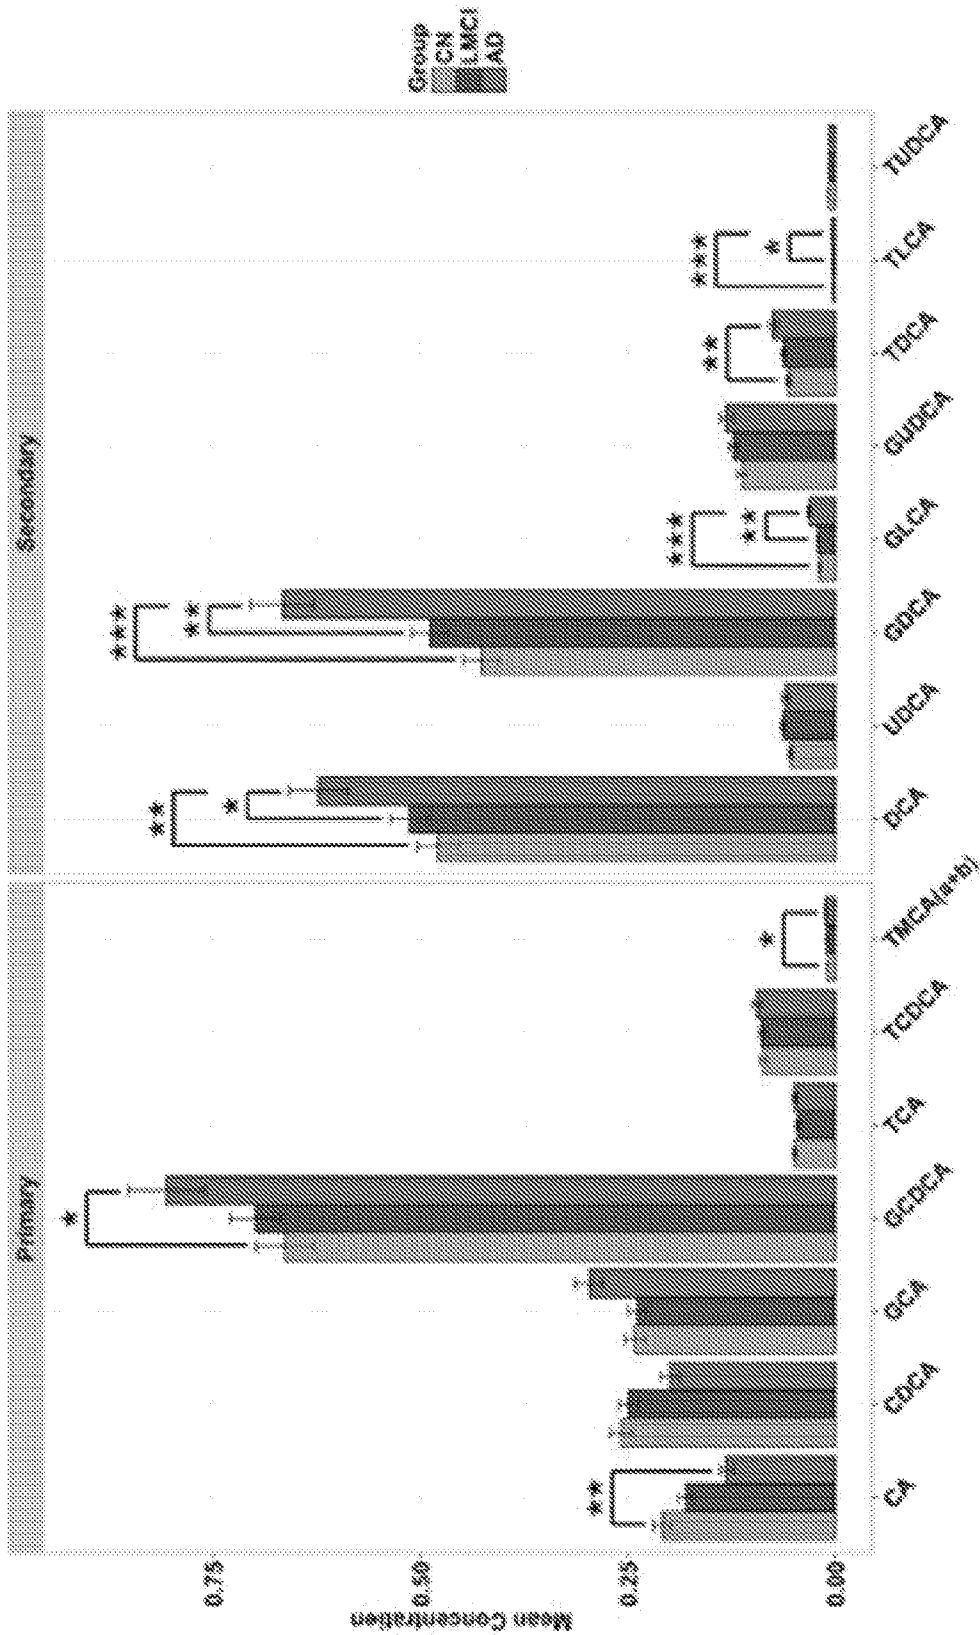 Primary
Secondary
Mean Concentration
0.75
0.50
0.25
0.00
*
**
**
*
***
**
***
**
**
***
*
*
CA
CDCA
GCA
GCDCA
TCA
TCDCA
TMCA(a+b)
DCA
UDCA
GDCA
GLCA
GUDCA
TDCA
TLCA
TUDCA
Group
CN
LMCI
AD